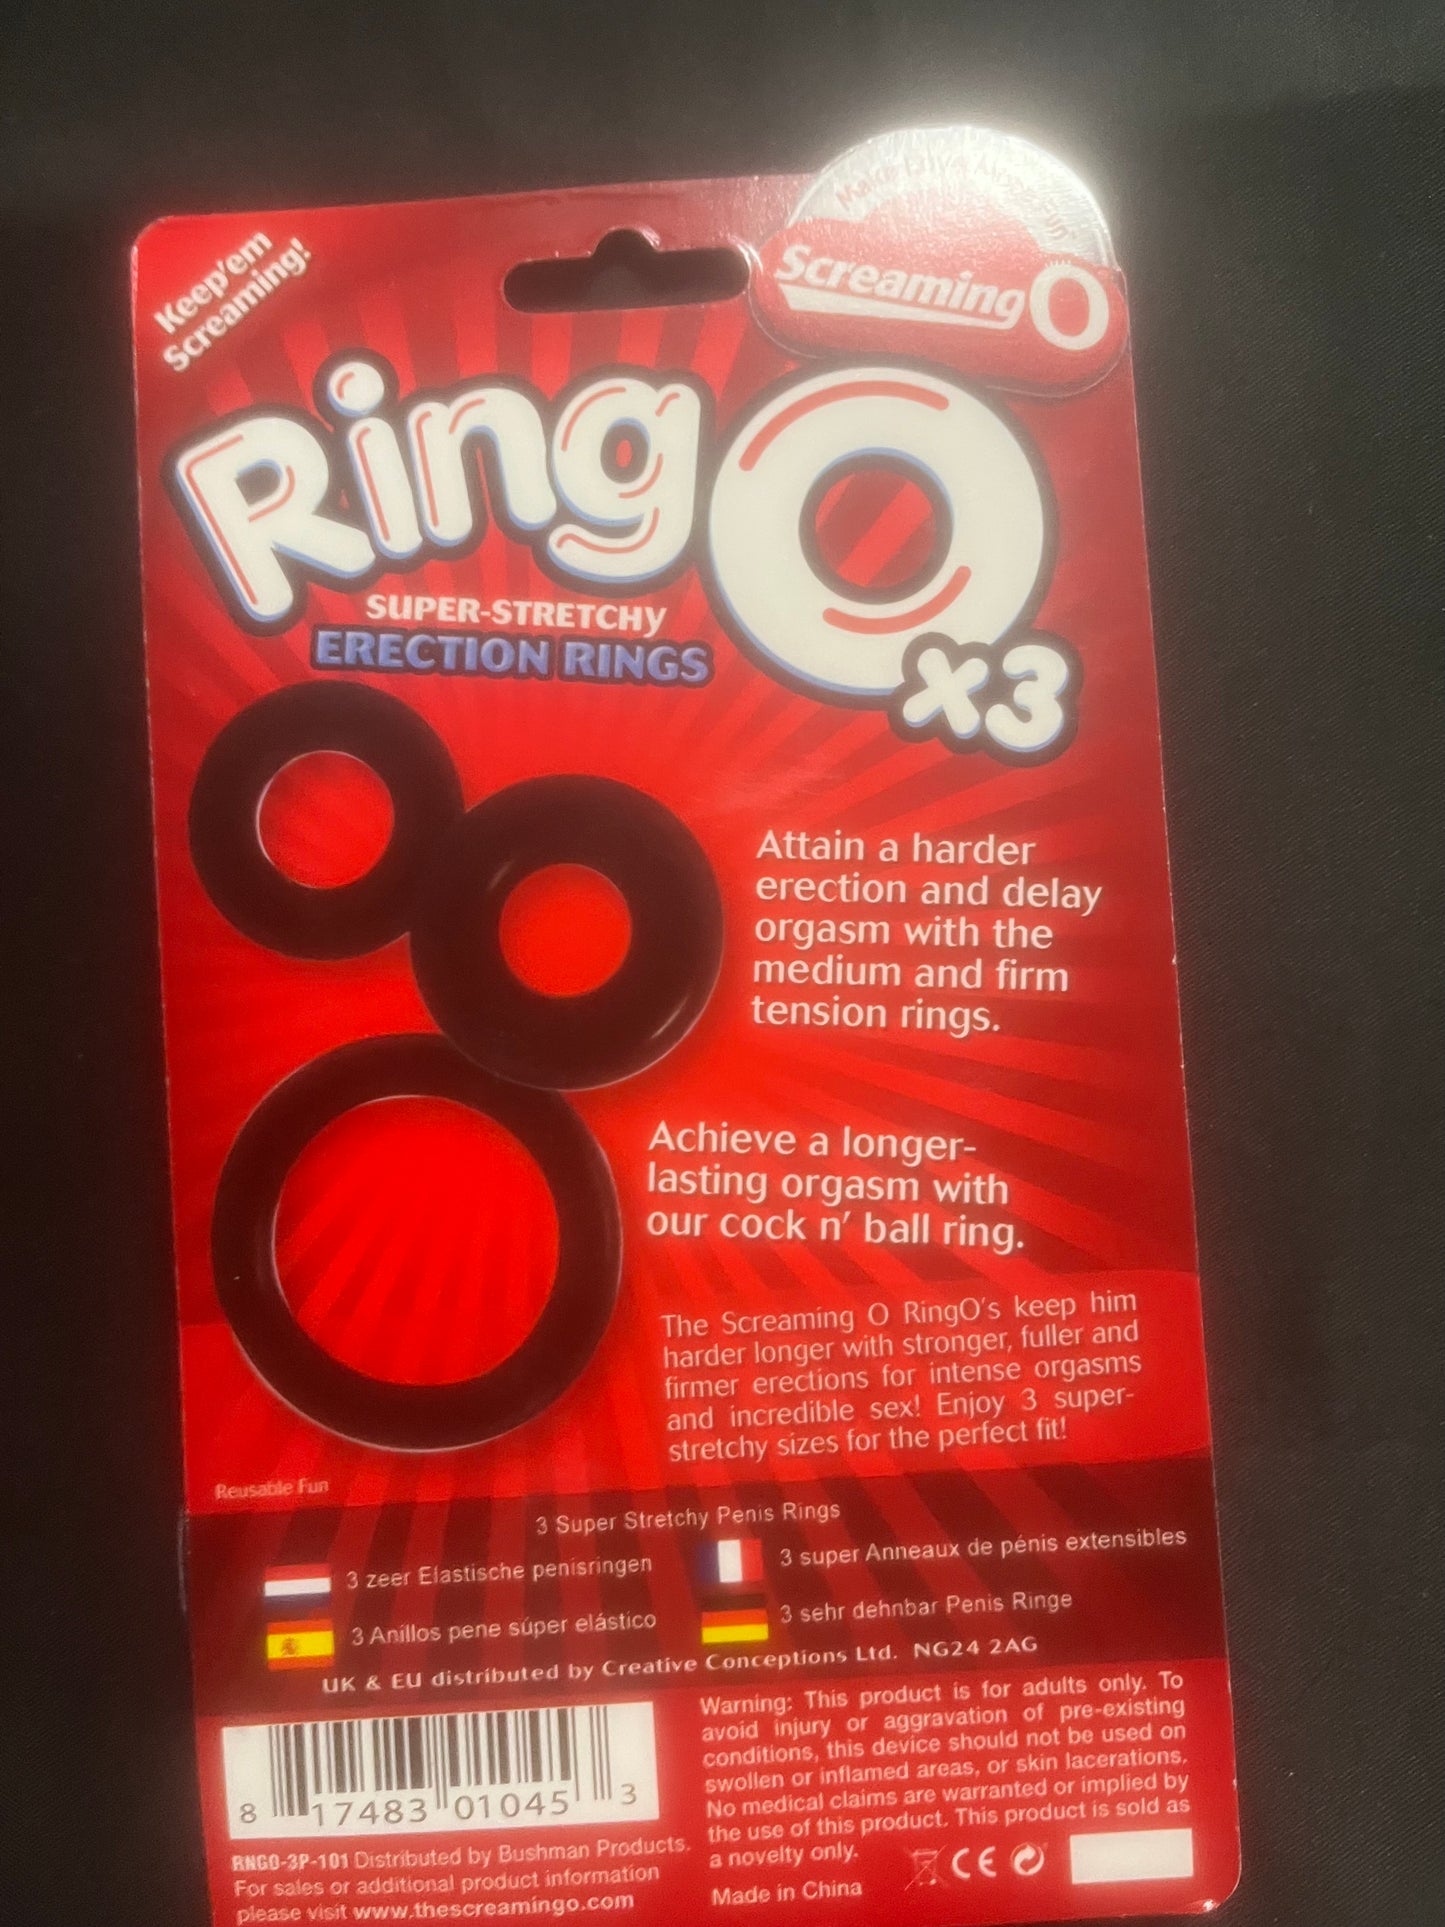 Keep'em
Screaming!
Make Love More Fun
Screaming O
RingO x3
SUPER-STRETCHY
ERECTION RINGS
Attain a harder
erection and delay
orgasm with the
medium and firm
tension rings.
Achieve a longer-
lasting orgasm with
our cock n' ball ring.
The Screaming O RingO's keep him
harder longer with stronger, fuller and
firmer erections for intense orgasms
and incredible sex! Enjoy 3 super-
stretchy sizes for the perfect fit!
Reusable Fun
3 Super Stretchy Penis Rings
3 zeer Elastische penisringen
3 super Anneaux de pénis extensibles
3 Anillos pene súper elástico
3 sehr dehnbar Penis Ringe
UK & EU distributed by Creative Conceptions Ltd. NG24 2AG
8 17483 01045 3
RNGO-3P-101 Distributed by Bushman Products.
For sales or additional product information
please visit www.thescreamingo.com
Warning: This product is for adults only. To
avoid injury or aggravation of pre-existing
conditions, this device should not be used on
swollen or inflamed areas, or skin lacerations.
No medical claims are warranted or implied by
the use of this product. This product is sold as
a novelty only.
CE
Made in China